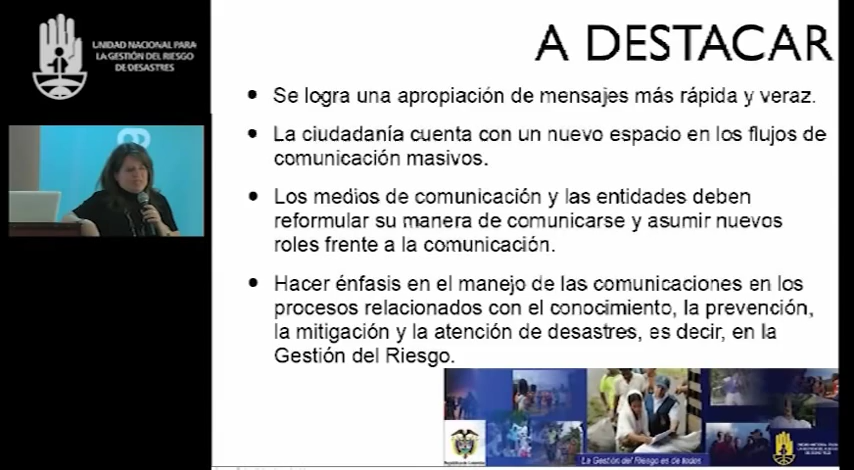 UNIDAD NACIONAL PARA
LA GESTIÓN DEL RIESGO
DE DESASTRES
A DESTACAR
• Se logra una apropiación de mensajes más rápida y veraz.
• La ciudadanía cuenta con un nuevo espacio en los flujos de
comunicación masivos.
• Los medios de comunicación y las entidades deben
reformular su manera de comunicarse y asumir nuevos
roles frente a la comunicación.
• Hacer énfasis en el manejo de las comunicaciones en los
procesos relacionados con el conocimiento, la prevención,
la mitigación y la atención de desastres, es decir, en la
Gestión del Riesgo.
La Gestión del Riesgo es de todos